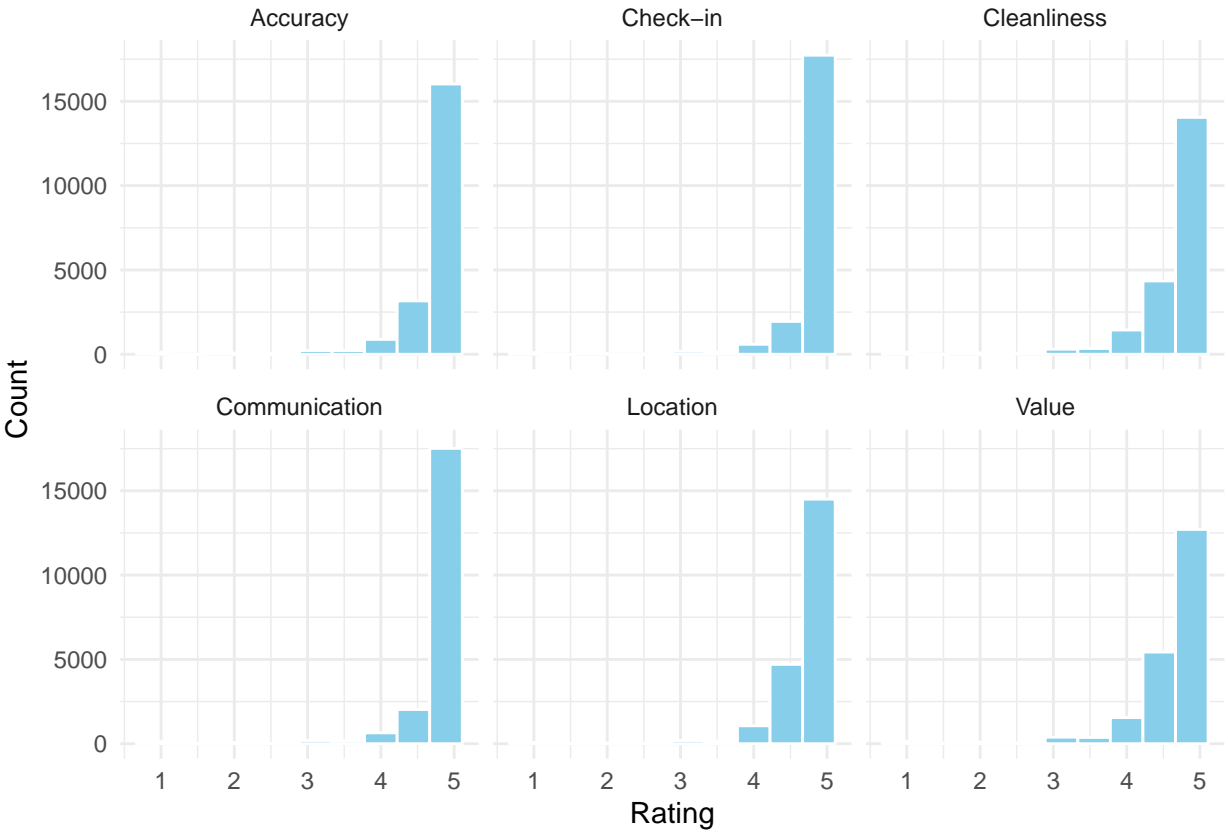 Accuracy Check−in Cleanliness
15000
10000
5000
0
Count
Communication Location Value
15000
10000
5000
0
1 2 3 4 5 1 2 3 4 5 1 2 3 4 5
Rating